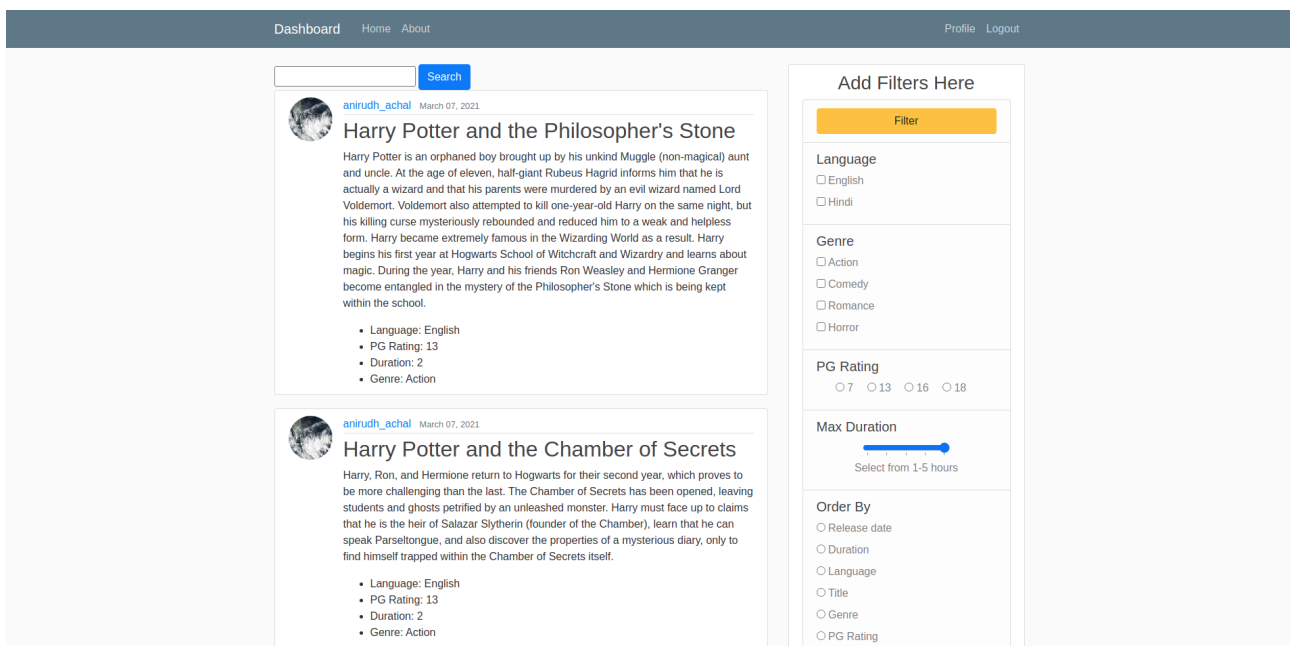 Dashboard Home About Profile Logout
Search
anirudh_achal March 07, 2021
Harry Potter and the Philosopher's Stone
Harry Potter is an orphaned boy brought up by his unkind Muggle (non-magical) aunt
and uncle. At the age of eleven, half-giant Rubeus Hagrid informs him that he is
actually a wizard and that his parents were murdered by an evil wizard named Lord
Voldemort. Voldemort also attempted to kill one-year-old Harry on the same night, but
his killing curse mysteriously rebounded and reduced him to a weak and helpless
form. Harry became extremely famous in the Wizarding World as a result. Harry
begins his first year at Hogwarts School of Witchcraft and Wizardry and learns about
magic. During the year, Harry and his friends Ron Weasley and Hermione Granger
become entangled in the mystery of the Philosopher's Stone which is being kept
within the school.
• Language: English
• PG Rating: 13
• Duration: 2
• Genre: Action
anirudh_achal March 07, 2021
Harry Potter and the Chamber of Secrets
Harry, Ron, and Hermione return to Hogwarts for their second year, which proves to
be more challenging than the last. The Chamber of Secrets has been opened, leaving
students and ghosts petrified by an unleashed monster. Harry must face up to claims
that he is the heir of Salazar Slytherin (founder of the Chamber), learn that he can
speak Parseltongue, and also discover the properties of a mysterious diary, only to
find himself trapped within the Chamber of Secrets itself.
• Language: English
• PG Rating: 13
• Duration: 2
• Genre: Action
Add Filters Here
Filter
Language
English
Hindi
Genre
Action
Comedy
Romance
Horror
PG Rating
7 13 16 18
Max Duration
Select from 1-5 hours
Order By
Release date
Duration
Language
Title
Genre
PG Rating